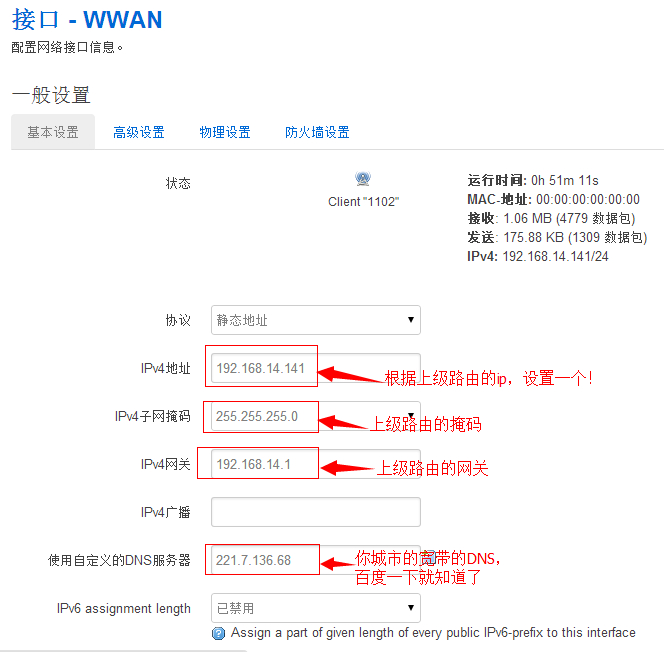 接口 - WWAN
配置网络接口信息。
一般设置
基本设置 高级设置 物理设置 防火墙设置
状态
Client "1102"
运行时间: 0h 51m 11s
MAC-地址: 00:00:00:00:00:00
接收: 1.06 MB (4779 数据包)
发送: 175.88 KB (1309 数据包)
IPv4: 192.168.14.141/24
协议 静态地址
IPv4地址 192.168.14.141 根据上级路由的ip，设置一个！
IPv4子网掩码 255.255.255.0 上级路由的掩码
IPv4网关 192.168.14.1 上级路由的网关
IPv4广播
使用自定义的DNS服务器 221.7.136.68 你城市的宽带的DNS，
百度一下就知道了
IPv6 assignment length 已禁用
Assign a part of given length of every public IPv6-prefix to this interface